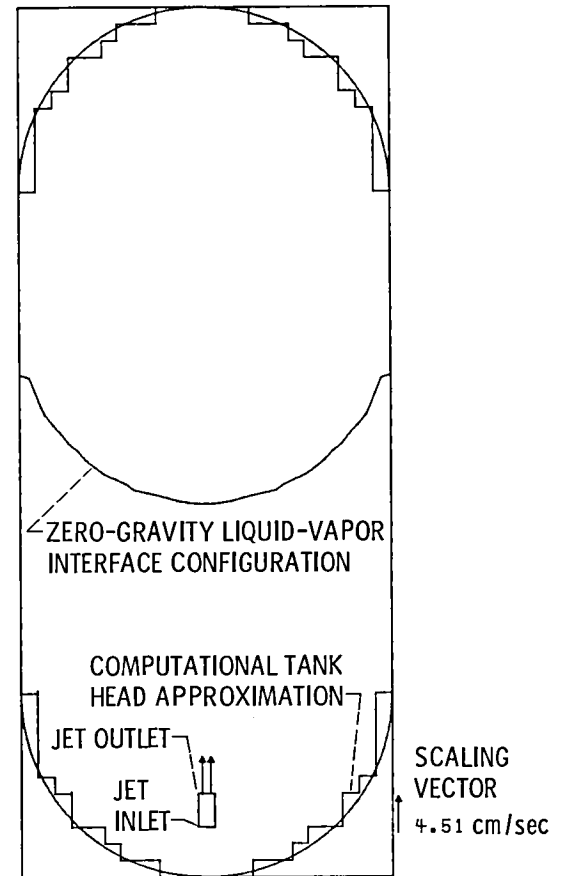 ZERO-GRAVITY LIQUID-VAPOR
INTERFACE CONFIGURATION
COMPUTATIONAL TANK
HEAD APPROXIMATION
JET OUTLET
JET
INLET
SCALING
VECTOR
4.51 cm/sec